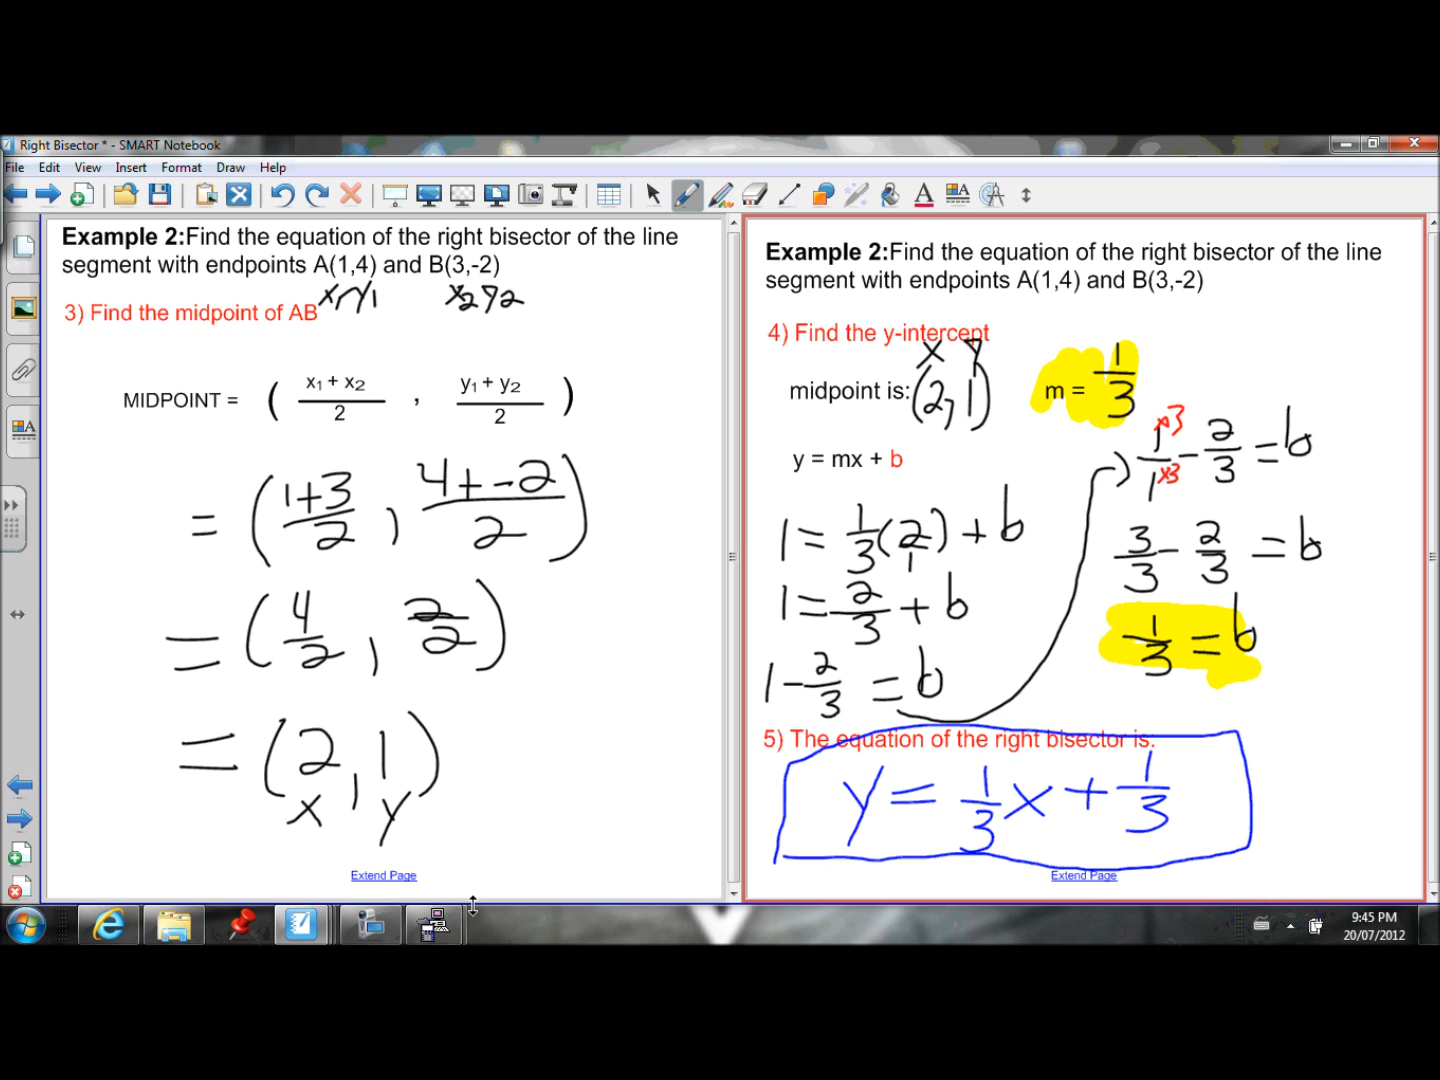 Right Bisector * - SMART Notebook
File Edit View Insert Format Draw Help
Example 2:Find the equation of the right bisector of the line
segment with endpoints A(1,4) and B(3,-2)
x₁ y₁ x₂ y₂
3) Find the midpoint of AB
MIDPOINT = ( x₁ + x₂ / 2 , y₁ + y₂ / 2 )
= ( 1+3 / 2 , 4+-2 / 2 )
= ( 4/2 , 2/2 )
= (2, 1)
x y
Extend Page
Example 2:Find the equation of the right bisector of the line
segment with endpoints A(1,4) and B(3,-2)
4) Find the y-intercept
x y
midpoint is: (2, 1) m = 1/3
y = mx + b
1 = 1/3 (2/1) + b
1 = 2/3 + b
1 - 2/3 = b
1 x3 / 1 x3 - 2/3 = b
3/3 - 2/3 = b
1/3 = b
5) The equation of the right bisector is:
y = 1/3 x + 1/3
Extend Page
9:45 PM
20/07/2012